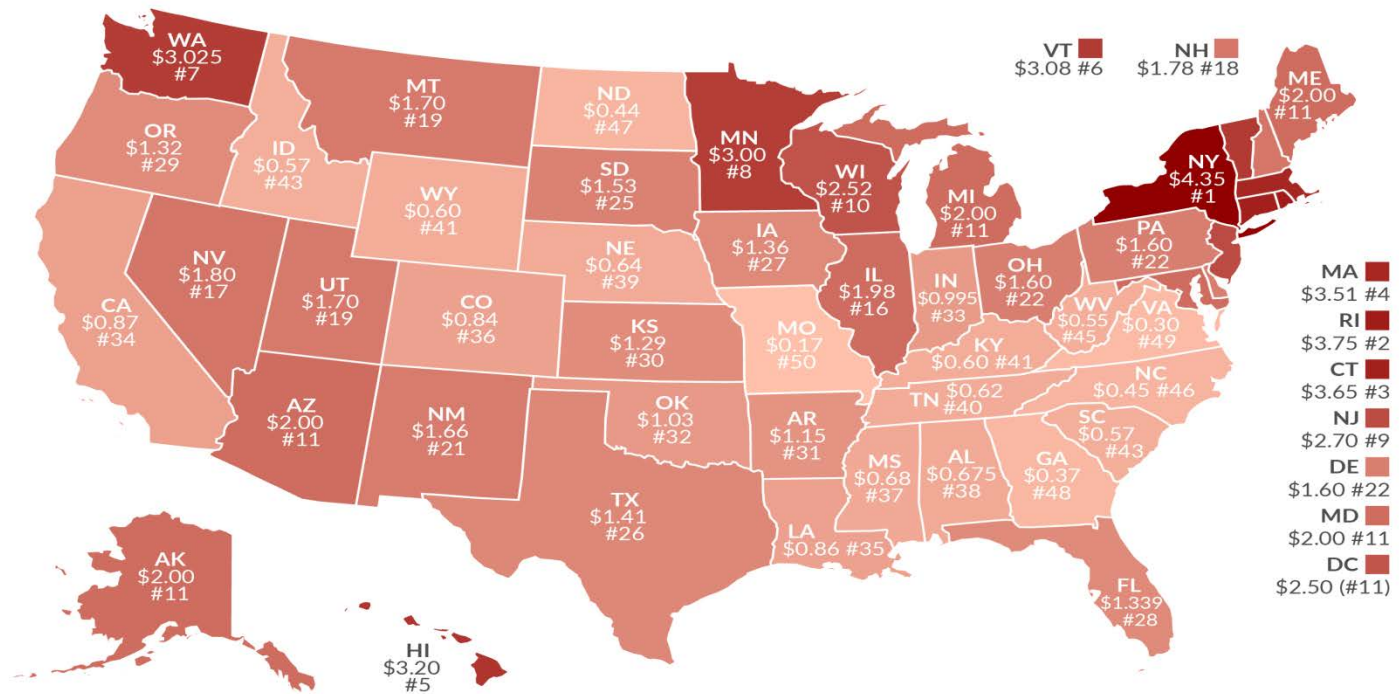 WA
$3.025
#7
MT
$1.70
#19
ND
$0.44
#47
MN
$3.00
#8
VT
$3.08 #6
NH
$1.78 #18
ME
$2.00
#11
OR
$1.32
#29
ID
$0.57
#43
WY
$0.60
#41
SD
$1.53
#25
WI
$2.52
#10
MI
$2.00
#11
NY
$4.35
#1
NV
$1.80
#17
UT
$1.70
#19
CO
$0.84
#36
NE
$0.64
#39
IA
$1.36
#27
IL
$1.98
#16
IN
$0.995
#33
OH
$1.60
#22
PA
$1.60
#22
CA
$0.87
#34
KS
$1.29
#30
MO
$0.17
#50
KY
$0.60 #41
WV
$0.55
#45
VA
$0.30
#49
MA
$3.51 #4
RI
$3.75 #2
CT
$3.65 #3
NJ
$2.70 #9
DE
$1.60 #22
MD
$2.00 #11
DC
$2.50 (#11)
AZ
$2.00
#11
NM
$1.66
#21
OK
$1.03
#32
AR
$1.15
#31
TN $0.62
#40
NC
$0.45 #46
SC
$0.57
#43
MS
$0.68
#37
AL
$0.675
#38
GA
$0.37
#48
TX
$1.41
#26
LA
$0.86 #35
FL
$1.339
#28
AK
$2.00
#11
HI
$3.20
#5